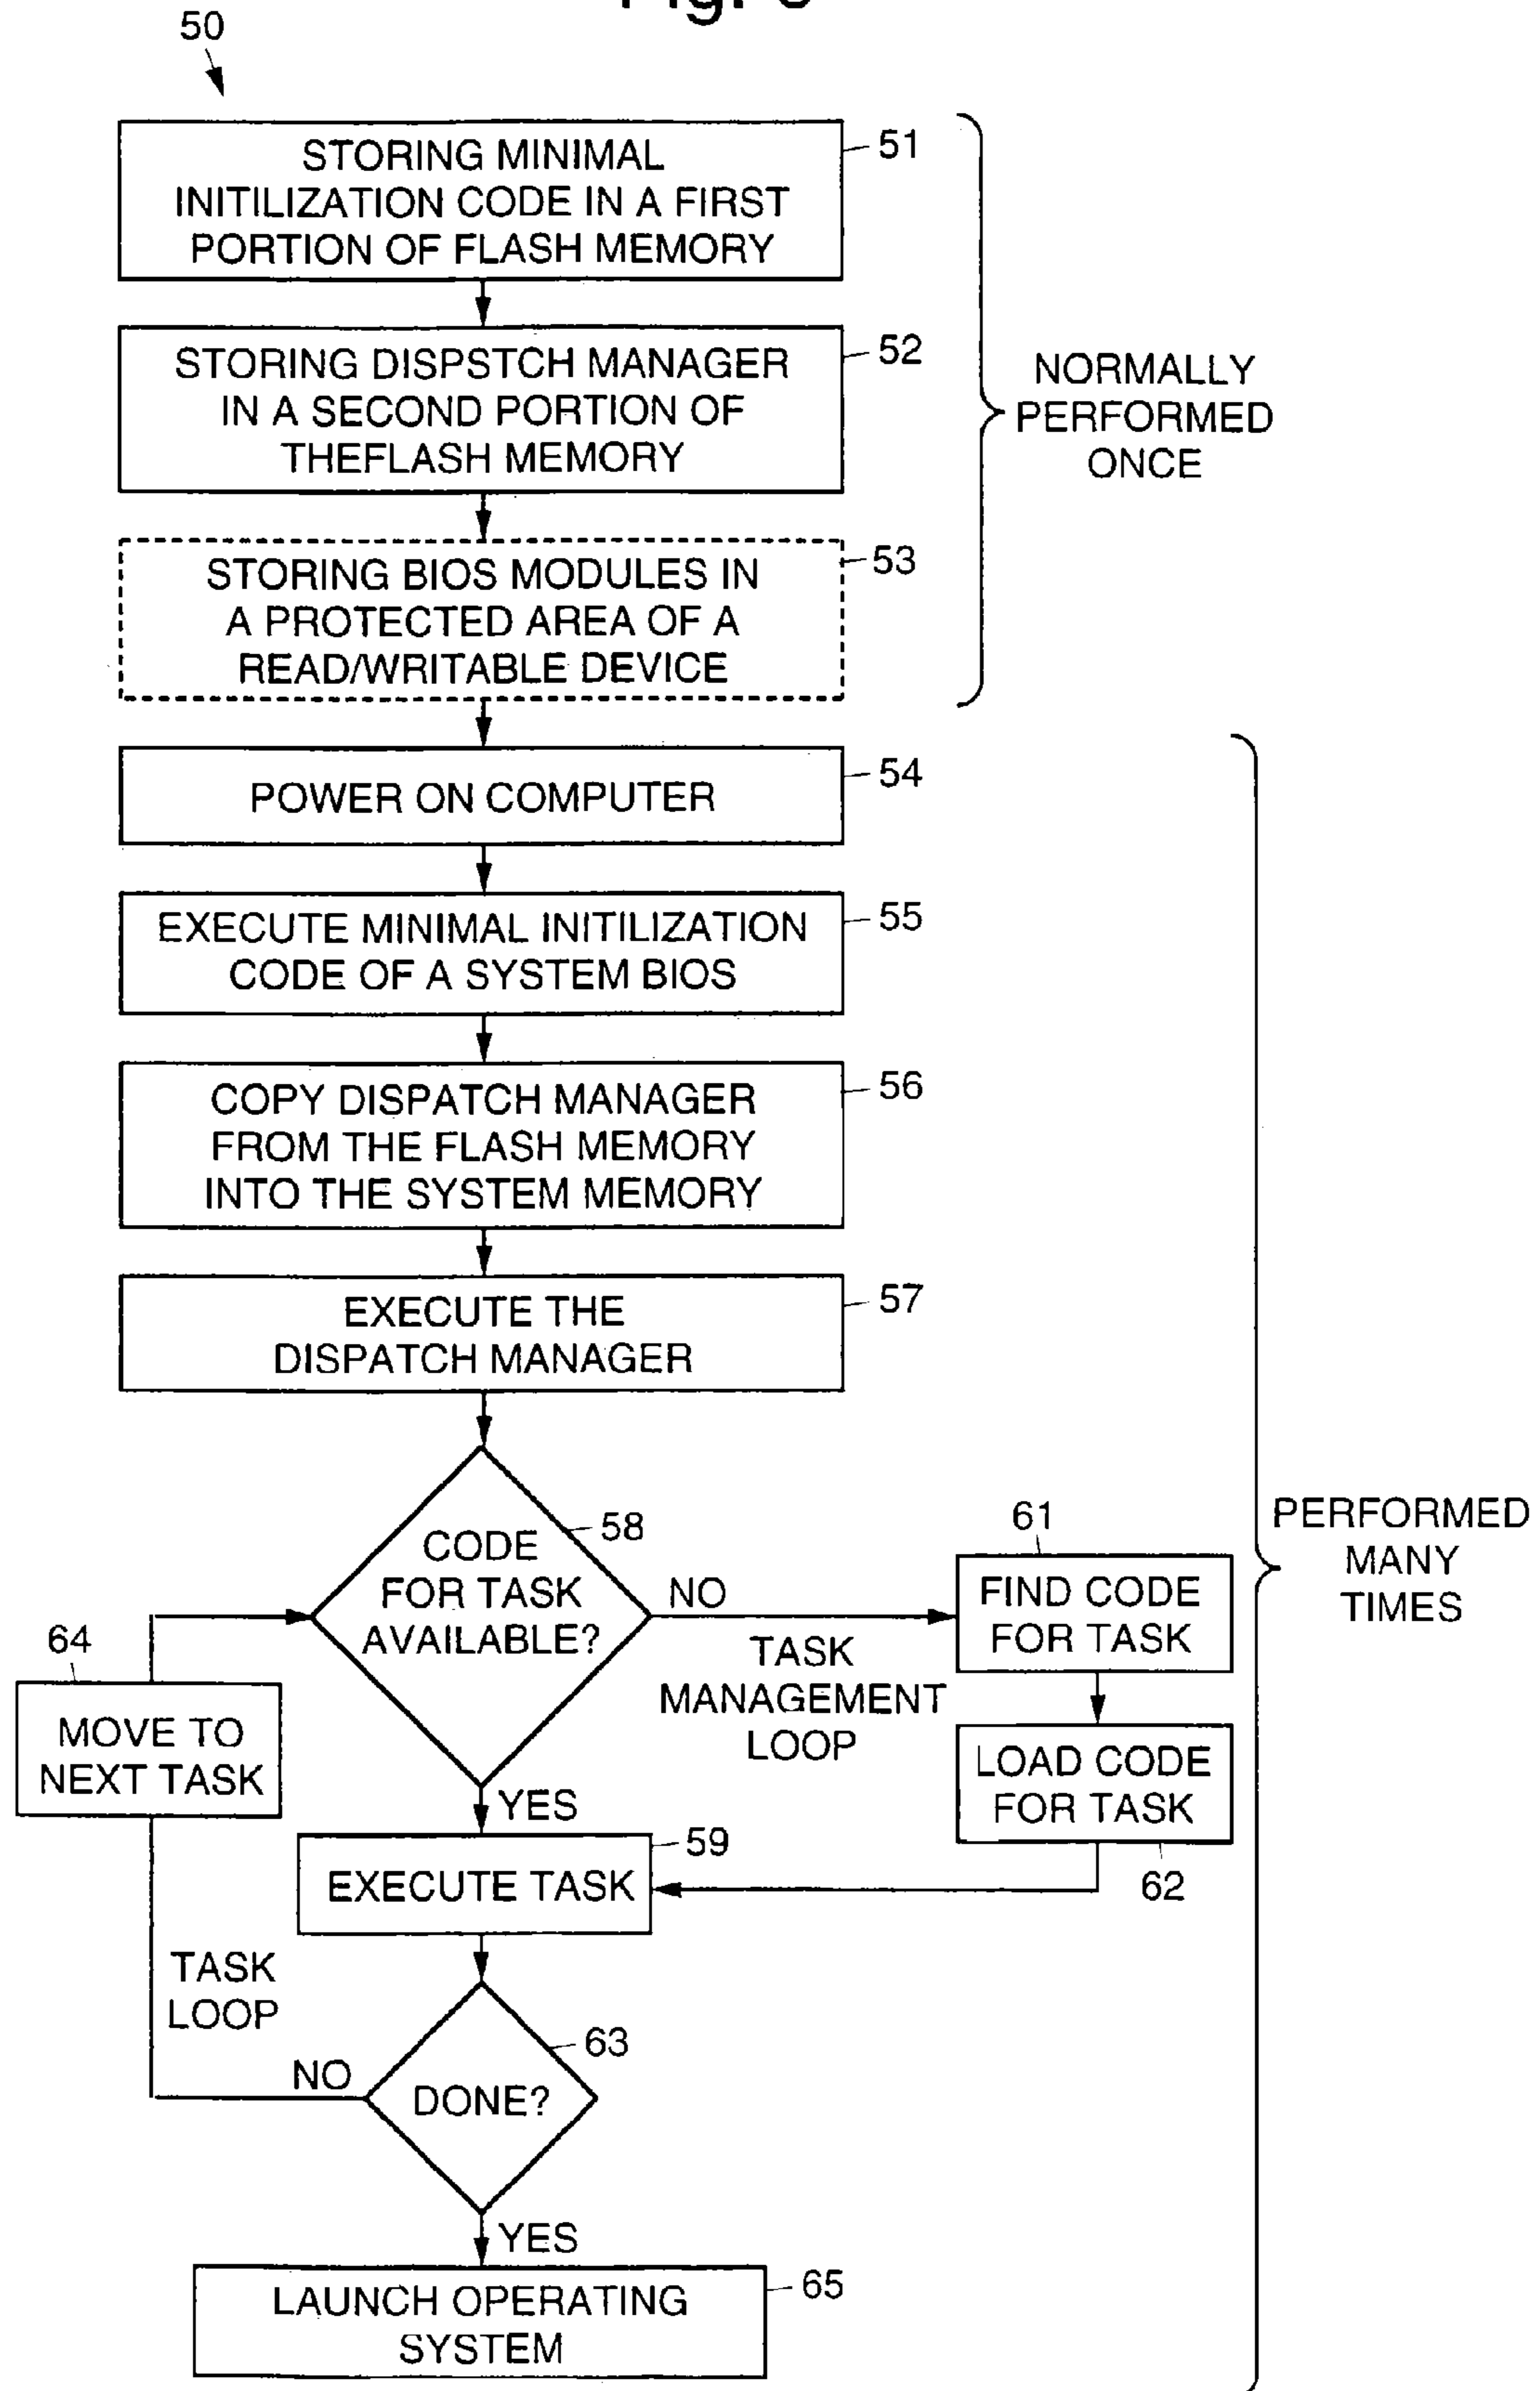 50
STORING MINIMAL
INITILIZATION CODE IN A FIRST
PORTION OF FLASH MEMORY
51
STORING DISPSTCH MANAGER
IN A SECOND PORTION OF
THEFLASH MEMORY
52
NORMALLY
PERFORMED
ONCE
STORING BIOS MODULES IN
A PROTECTED AREA OF A
READ/WRITABLE DEVICE
53
POWER ON COMPUTER
54
EXECUTE MINIMAL INITILIZATION
CODE OF A SYSTEM BIOS
55
COPY DISPATCH MANAGER
FROM THE FLASH MEMORY
INTO THE SYSTEM MEMORY
56
EXECUTE THE
DISPATCH MANAGER
57
CODE
FOR TASK
AVAILABLE?
58
NO
TASK
MANAGEMENT
LOOP
61
FIND CODE
FOR TASK
PERFORMED
MANY
TIMES
64
MOVE TO
NEXT TASK
LOAD CODE
FOR TASK
62
YES
EXECUTE TASK
59
TASK
LOOP
NO
DONE?
63
YES
LAUNCH OPERATING
SYSTEM
65